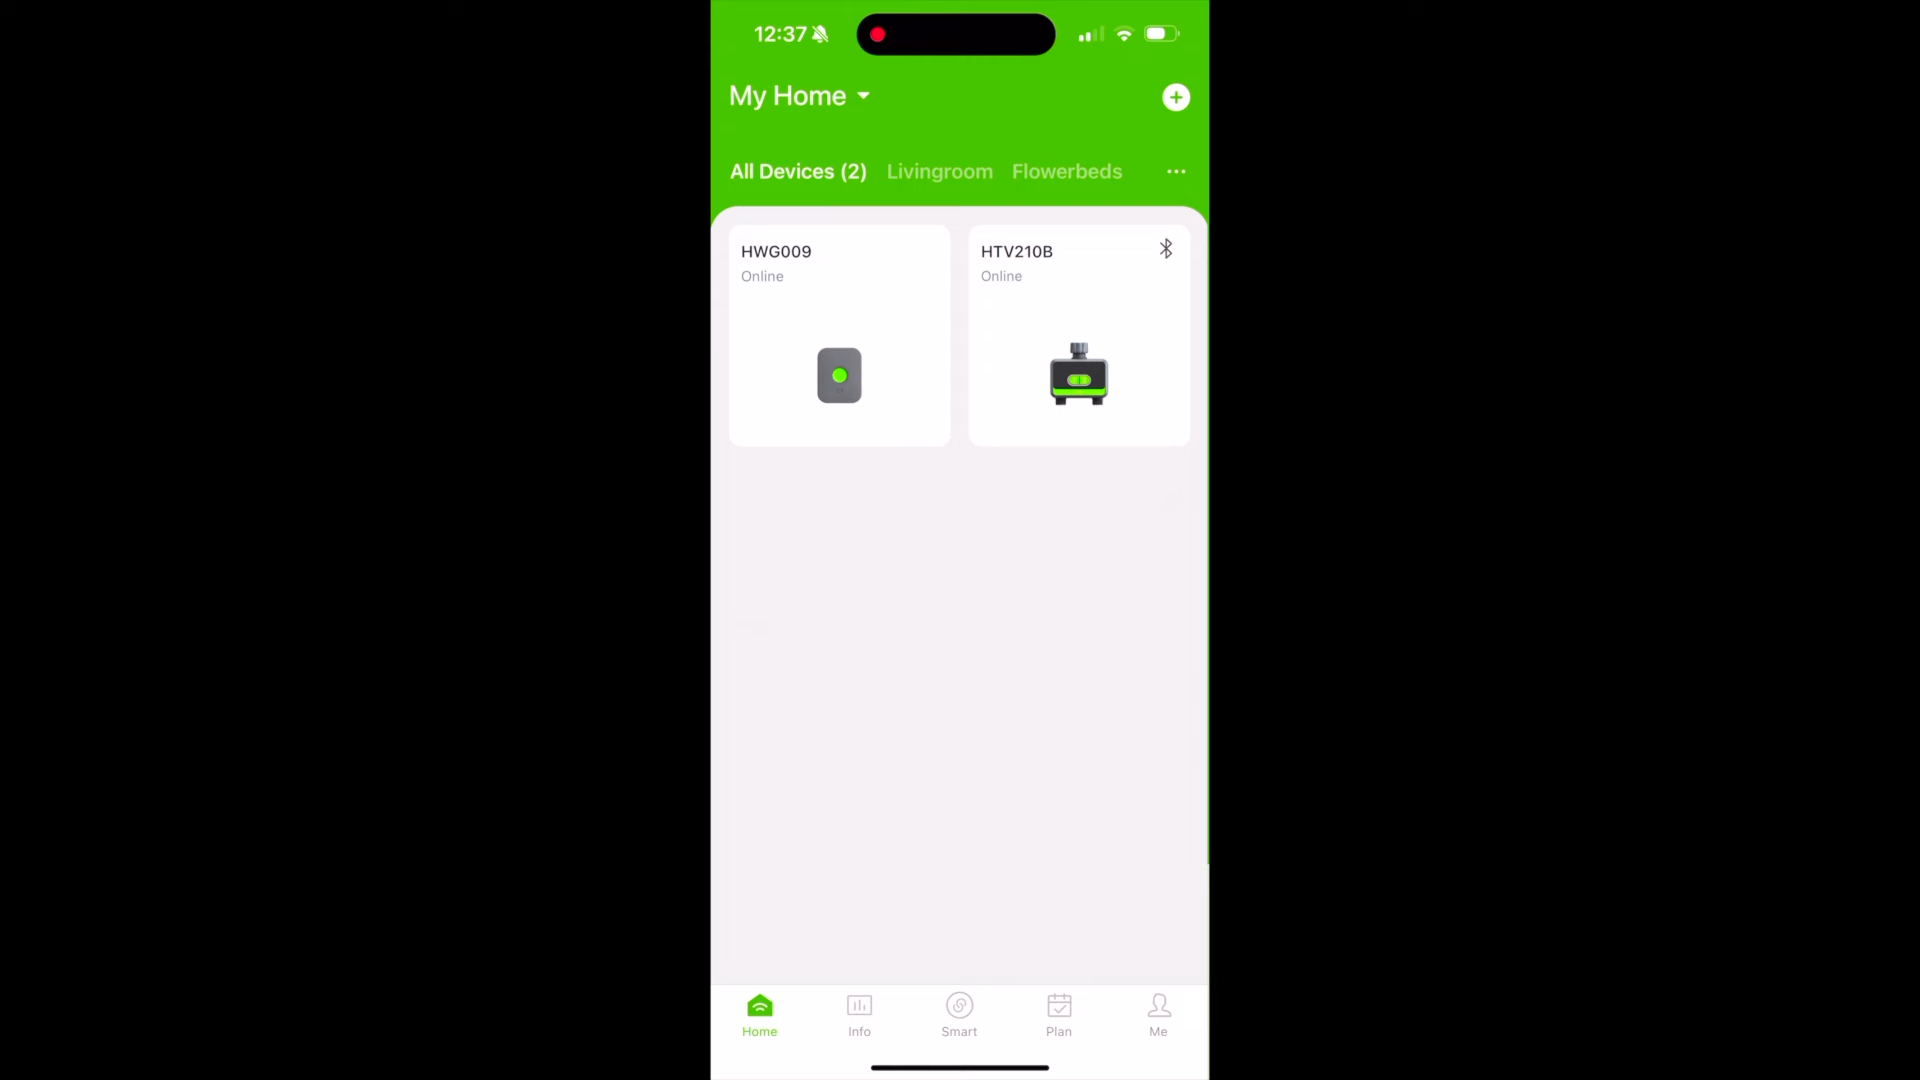 12:37
My Home
All Devices (2) Livingroom Flowerbeds ...
HWG009 HTV210B
Online Online
Home Info Smart Plan Me